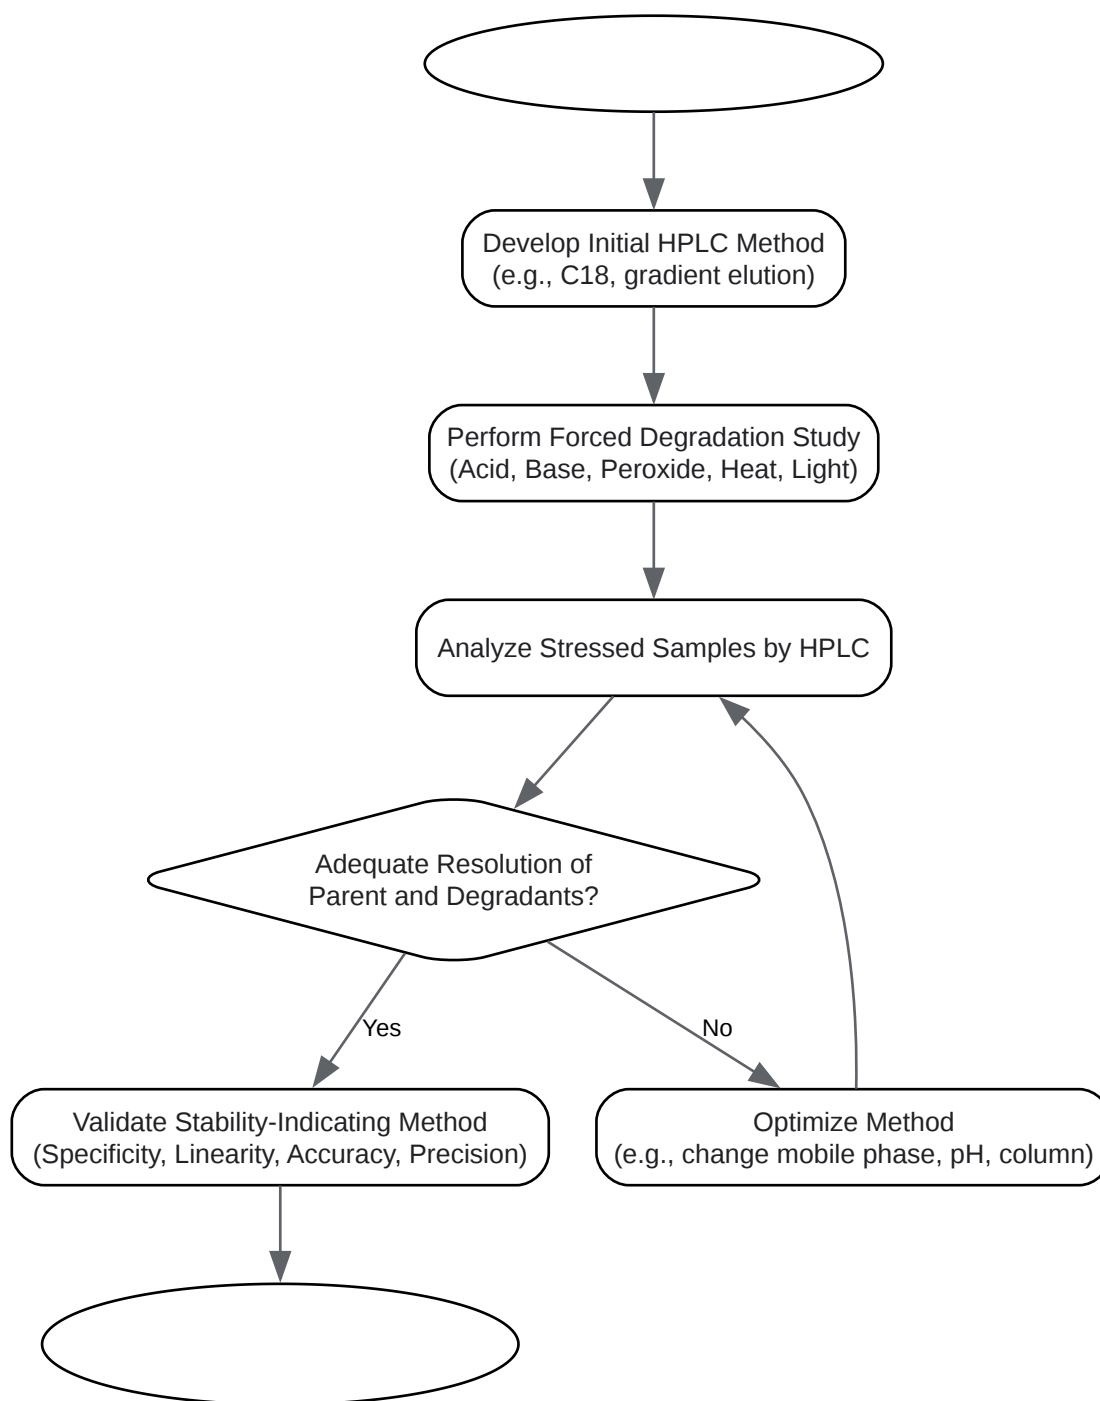 Develop Initial HPLC Method
(e.g., C18, gradient elution)
Perform Forced Degradation Study
(Acid, Base, Peroxide, Heat, Light)
Analyze Stressed Samples by HPLC
Adequate Resolution of
Parent and Degradants?
Yes
No
Validate Stability-Indicating Method
(Specificity, Linearity, Accuracy, Precision)
Optimize Method
(e.g., change mobile phase, pH, column)